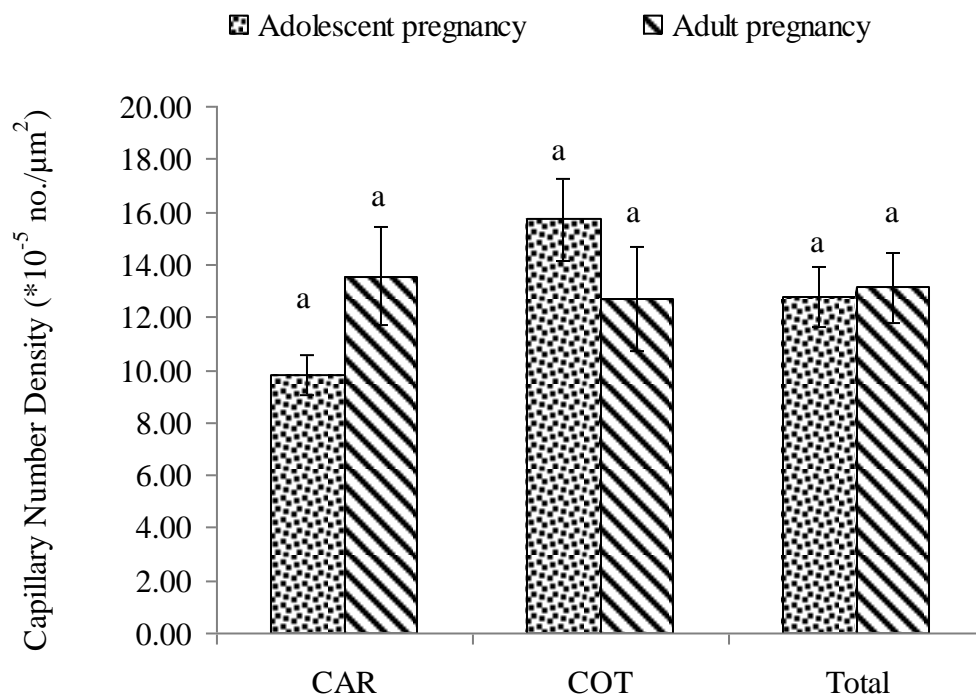 Adolescent pregnancy Adult pregnancy
Capillary Number Density (*10⁻⁵ no./µm²)
20.00
18.00
16.00
14.00
12.00
10.00
8.00
6.00
4.00
2.00
0.00
a
a
a
a
a
a
CAR COT Total